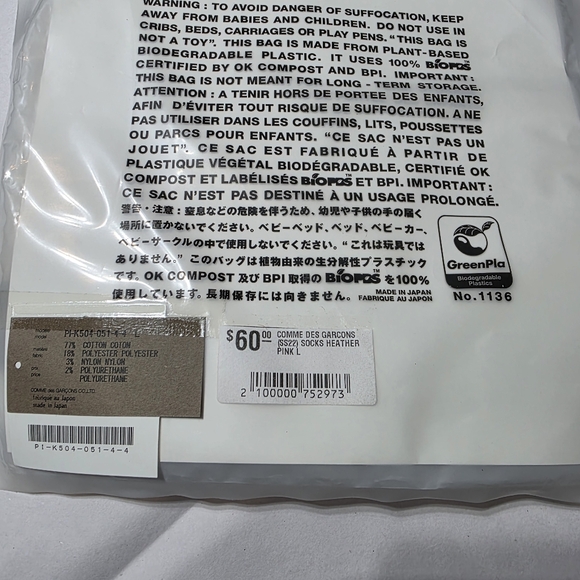 WARNING : TO AVOID DANGER OF SUFFOCATION, KEEP
AWAY FROM BABIES AND CHILDREN. DO NOT USE IN
CRIBS, BEDS, CARRIAGES OR PLAY PENS. "THIS BAG IS
NOT A TOY". THIS BAG IS MADE FROM PLANT-BASED
BIODEGRADABLE PLASTIC. IT USES 100% BIOPBS™
CERTIFIED BY OK COMPOST AND BPI. IMPORTANT:
THIS BAG IS NOT MEANT FOR LONG - TERM STORAGE.
ATTENTION : A TENIR HORS DE PORTEE DES ENFANTS,
AFIN D'ÉVITER TOUT RISQUE DE SUFFOCATION. A NE
PAS UTILISER DANS LES COUFFINS, LITS, POUSSETTES
OU PARCS POUR ENFANTS. "CE SAC N'EST PAS UN
JOUET". CE SAC EST FABRIQUÉ À PARTIR DE
PLASTIQUE VÉGÉTAL BIODÉGRADABLE, CERTIFIÉ OK
COMPOST ET LABÉLISÉS BIOPBS™ ET BPI. IMPORTANT:
CE SAC N'EST PAS DESTINÉ À UN USAGE PROLONGÉ.
警告・注意：窒息などの危険を伴うため、幼児や子供の手の届く
場所に置かないでください。ベビーベッド、ベッド、ベビーカー、
ベビーサークルの中で使用しないでください。“これは玩具では
ありません。” このバッグは植物由来の生分解性プラスチック
です。OK COMPOST 及び BPI 取得の BIOPBS™ を100%
使用しています。長期保存には向きません。
MADE IN JAPAN
FABRIQUE AU JAPON
GreenPla
Biodegradable
Plastics
No.1136
PI-K504-051-4-4 L
77% COTTON COTON
18% POLYESTER POLYESTER
3% NYLON NYLON
2% POLYURETHANE
POLYURETHANE
fabric
price
COMME des GARÇONS CO.,LTD.
fabriqué au Japon
made in Japan
PI-K504-051-4-4
$60.00
COMME DES GARCONS
(SS22) SOCKS HEATHER
PINK L
2 100000 752973